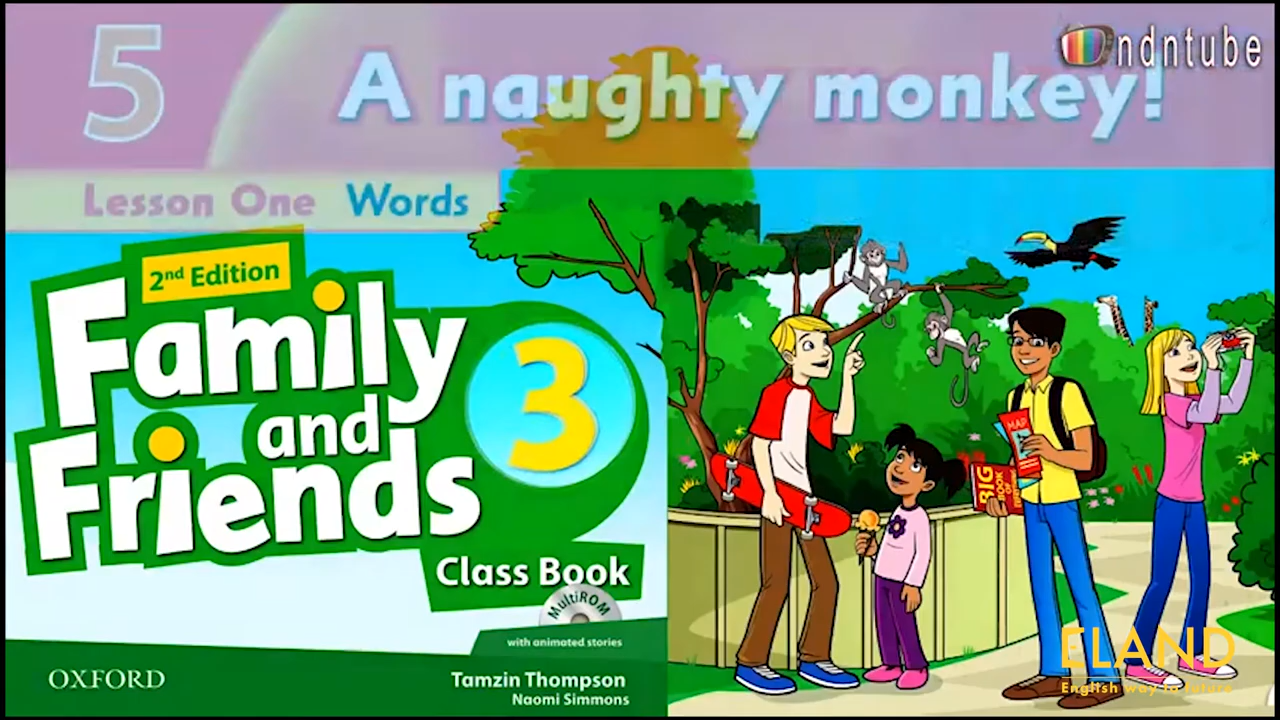 5 A naughty monkey!
ndntube
Lesson One Words
2nd Edition
Family
and
Friends
3
Class Book
MultiROM
with animated stories
OXFORD
Tamzin Thompson
Naomi Simmons
MAP
BIG
BOOK
OF
ELAND
English way to future